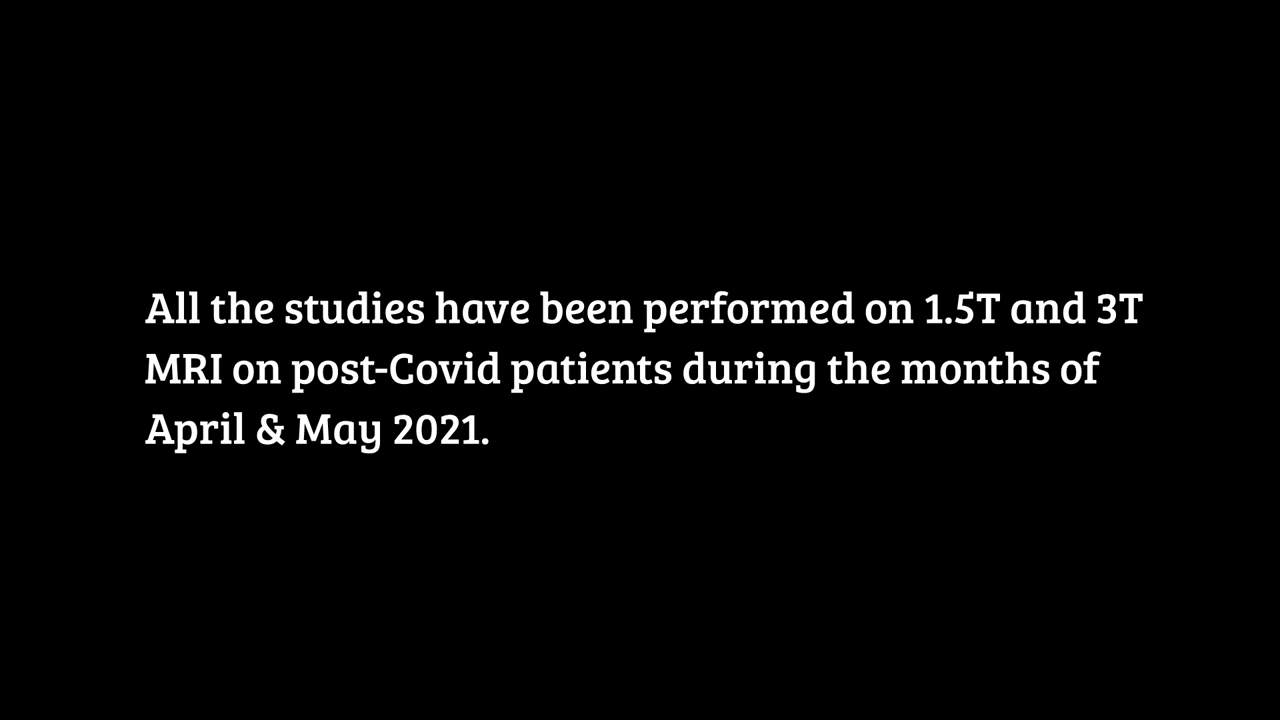 All the studies have been performed on 1.5T and 3T
MRI on post-Covid patients during the months of
April & May 2021.